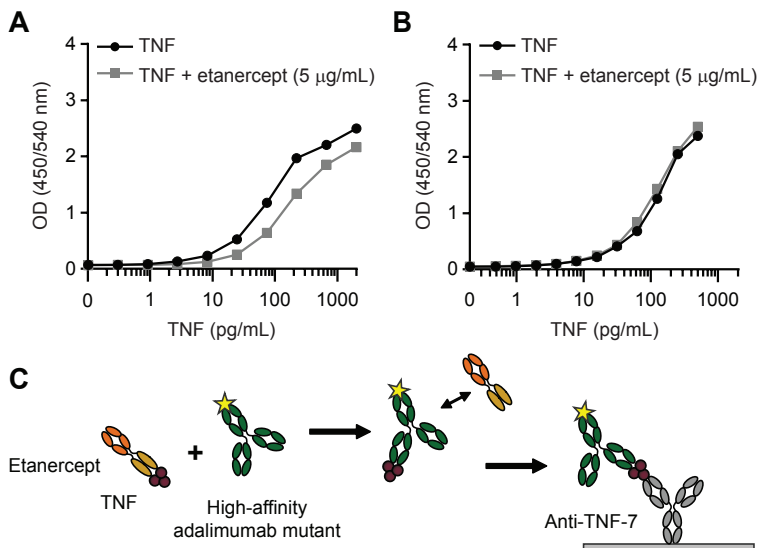 A
4
3
2
1
0
OD (450/540 nm)
TNF
TNF + etanercept (5 μg/mL)
0
1
10
100
1000
TNF (pg/mL)
B
4
3
2
1
0
OD (450/540 nm)
TNF
TNF + etanercept (5 μg/mL)
0
1
10
100
1000
TNF (pg/mL)
C
Etanercept
TNF
+
High-affinity
adalimumab mutant
Anti-TNF-7